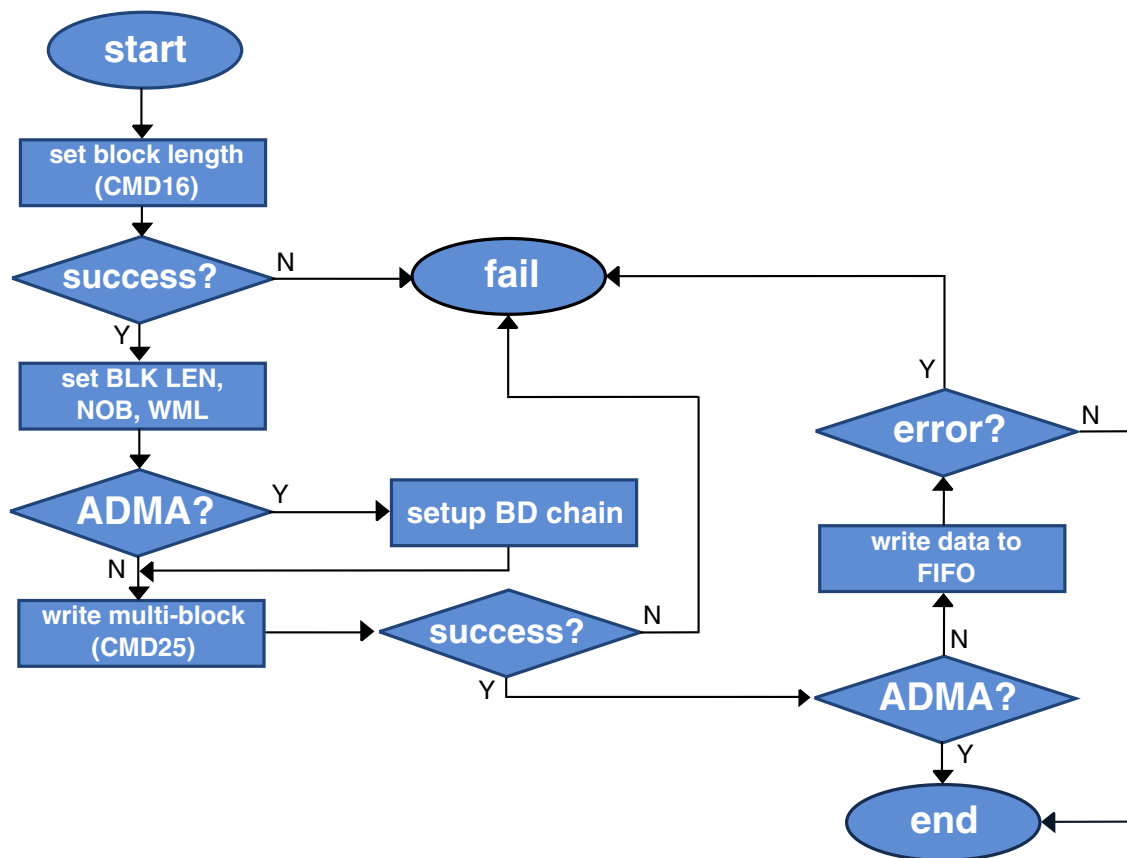 start
set block length
(CMD16)
success?
N
fail
Y
set BLK LEN,
NOB, WML
Y
error?
N
ADMA?
Y
setup BD chain
write data to
FIFO
N
write multi-block
(CMD25)
success?
N
N
Y
ADMA?
Y
end